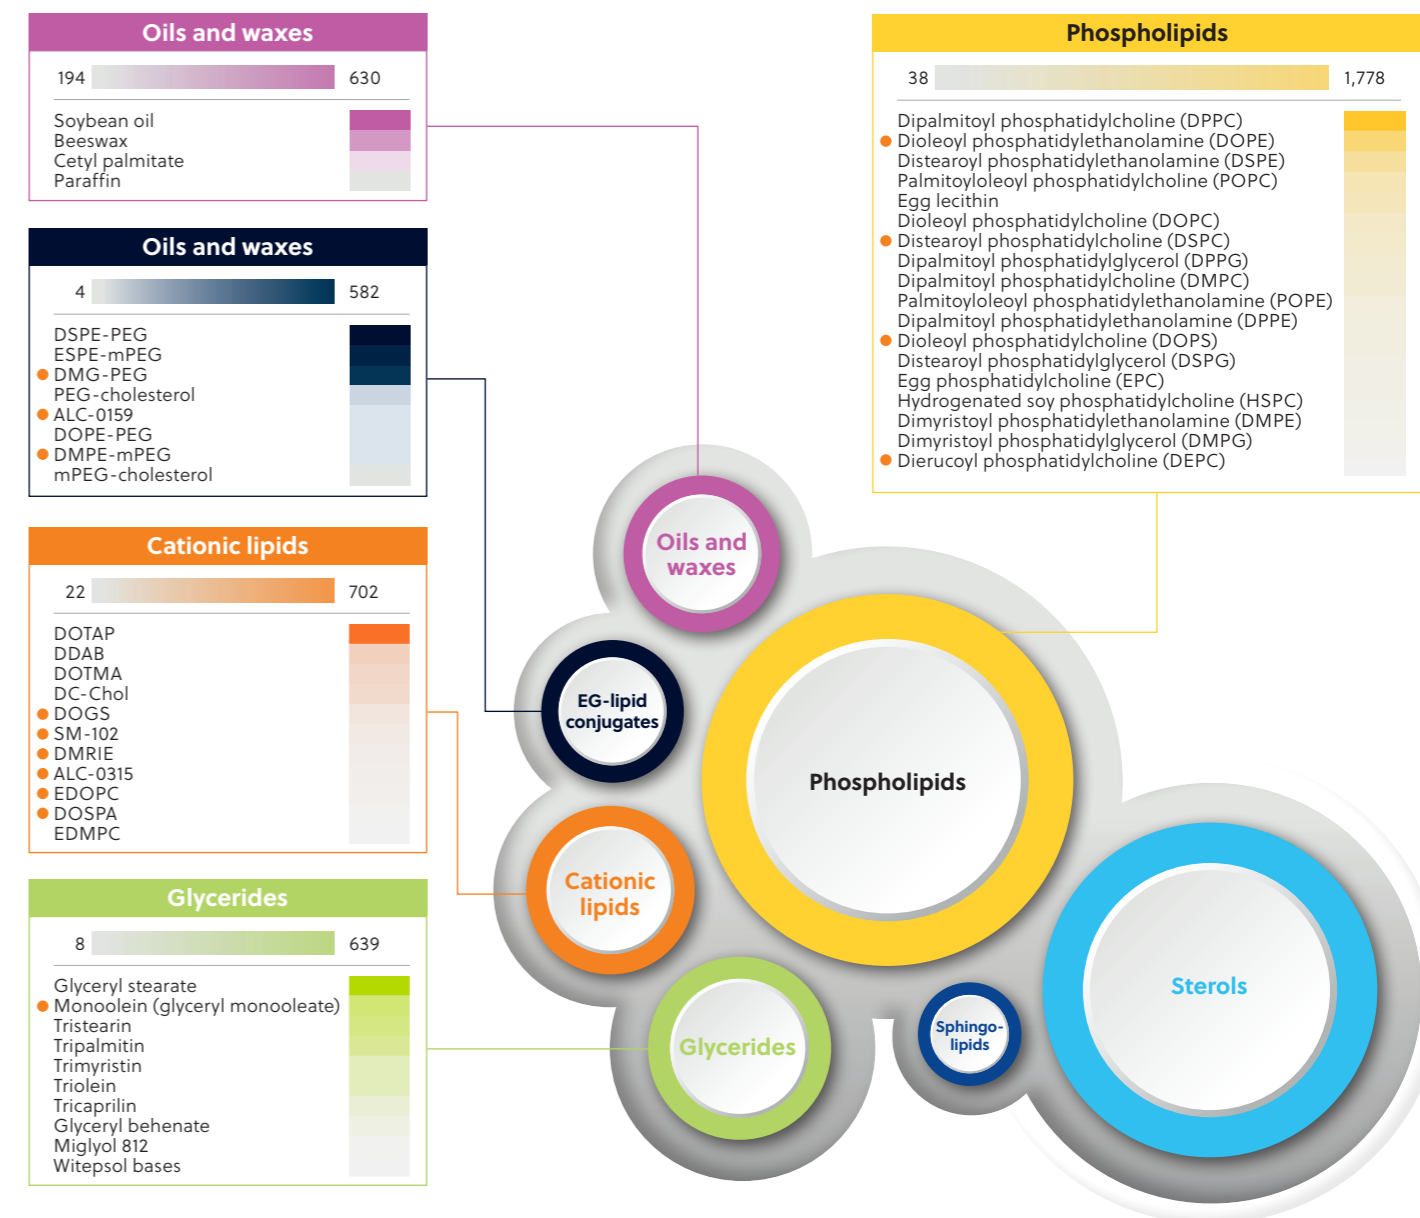 Oils and waxes
194 630
Soybean oil
Beeswax
Cetyl palmitate
Paraffin
Oils and waxes
4 582
DSPE-PEG
ESPE-mPEG
DMG-PEG
PEG-cholesterol
ALC-0159
DOPE-PEG
DMPE-mPEG
mPEG-cholesterol
Cationic lipids
22 702
DOTAP
DDAB
DOTMA
DC-Chol
DOGS
SM-102
DMRIE
ALC-0315
EDOPC
DOSPA
EDMPC
Glycerides
8 639
Glyceryl stearate
Monoolein (glyceryl monooleate)
Tristearin
Tripalmitin
Trimyristin
Triolein
Tricaprilin
Glyceryl behenate
Miglyol 812
Witepsol bases
Phospholipids
38 1,778
Dipalmitoyl phosphatidylcholine (DPPC)
Dioleoyl phosphatidylethanolamine (DOPE)
Distearoyl phosphatidylethanolamine (DSPE)
Palmitoyloleoyl phosphatidylcholine (POPC)
Egg lecithin
Dioleoyl phosphatidylcholine (DOPC)
Distearoyl phosphatidylcholine (DSPC)
Dipalmitoyl phosphatidylglycerol (DPPG)
Dipalmitoyl phosphatidylcholine (DMPC)
Palmitoyloleoyl phosphatidylethanolamine (POPE)
Dipalmitoyl phosphatidylethanolamine (DPPE)
Dioleoyl phosphatidylcholine (DOPS)
Distearoyl phosphatidylglycerol (DSPG)
Egg phosphatidylcholine (EPC)
Hydrogenated soy phosphatidylcholine (HSPC)
Dimyristoyl phosphatidylethanolamine (DMPE)
Dimyristoyl phosphatidylglycerol (DMPG)
Dierucoyl phosphatidylcholine (DEPC)
Oils and
waxes
EG-lipid
conjugates
Phospholipids
Cationic
lipids
Glycerides
Sphingo-
lipids
Sterols